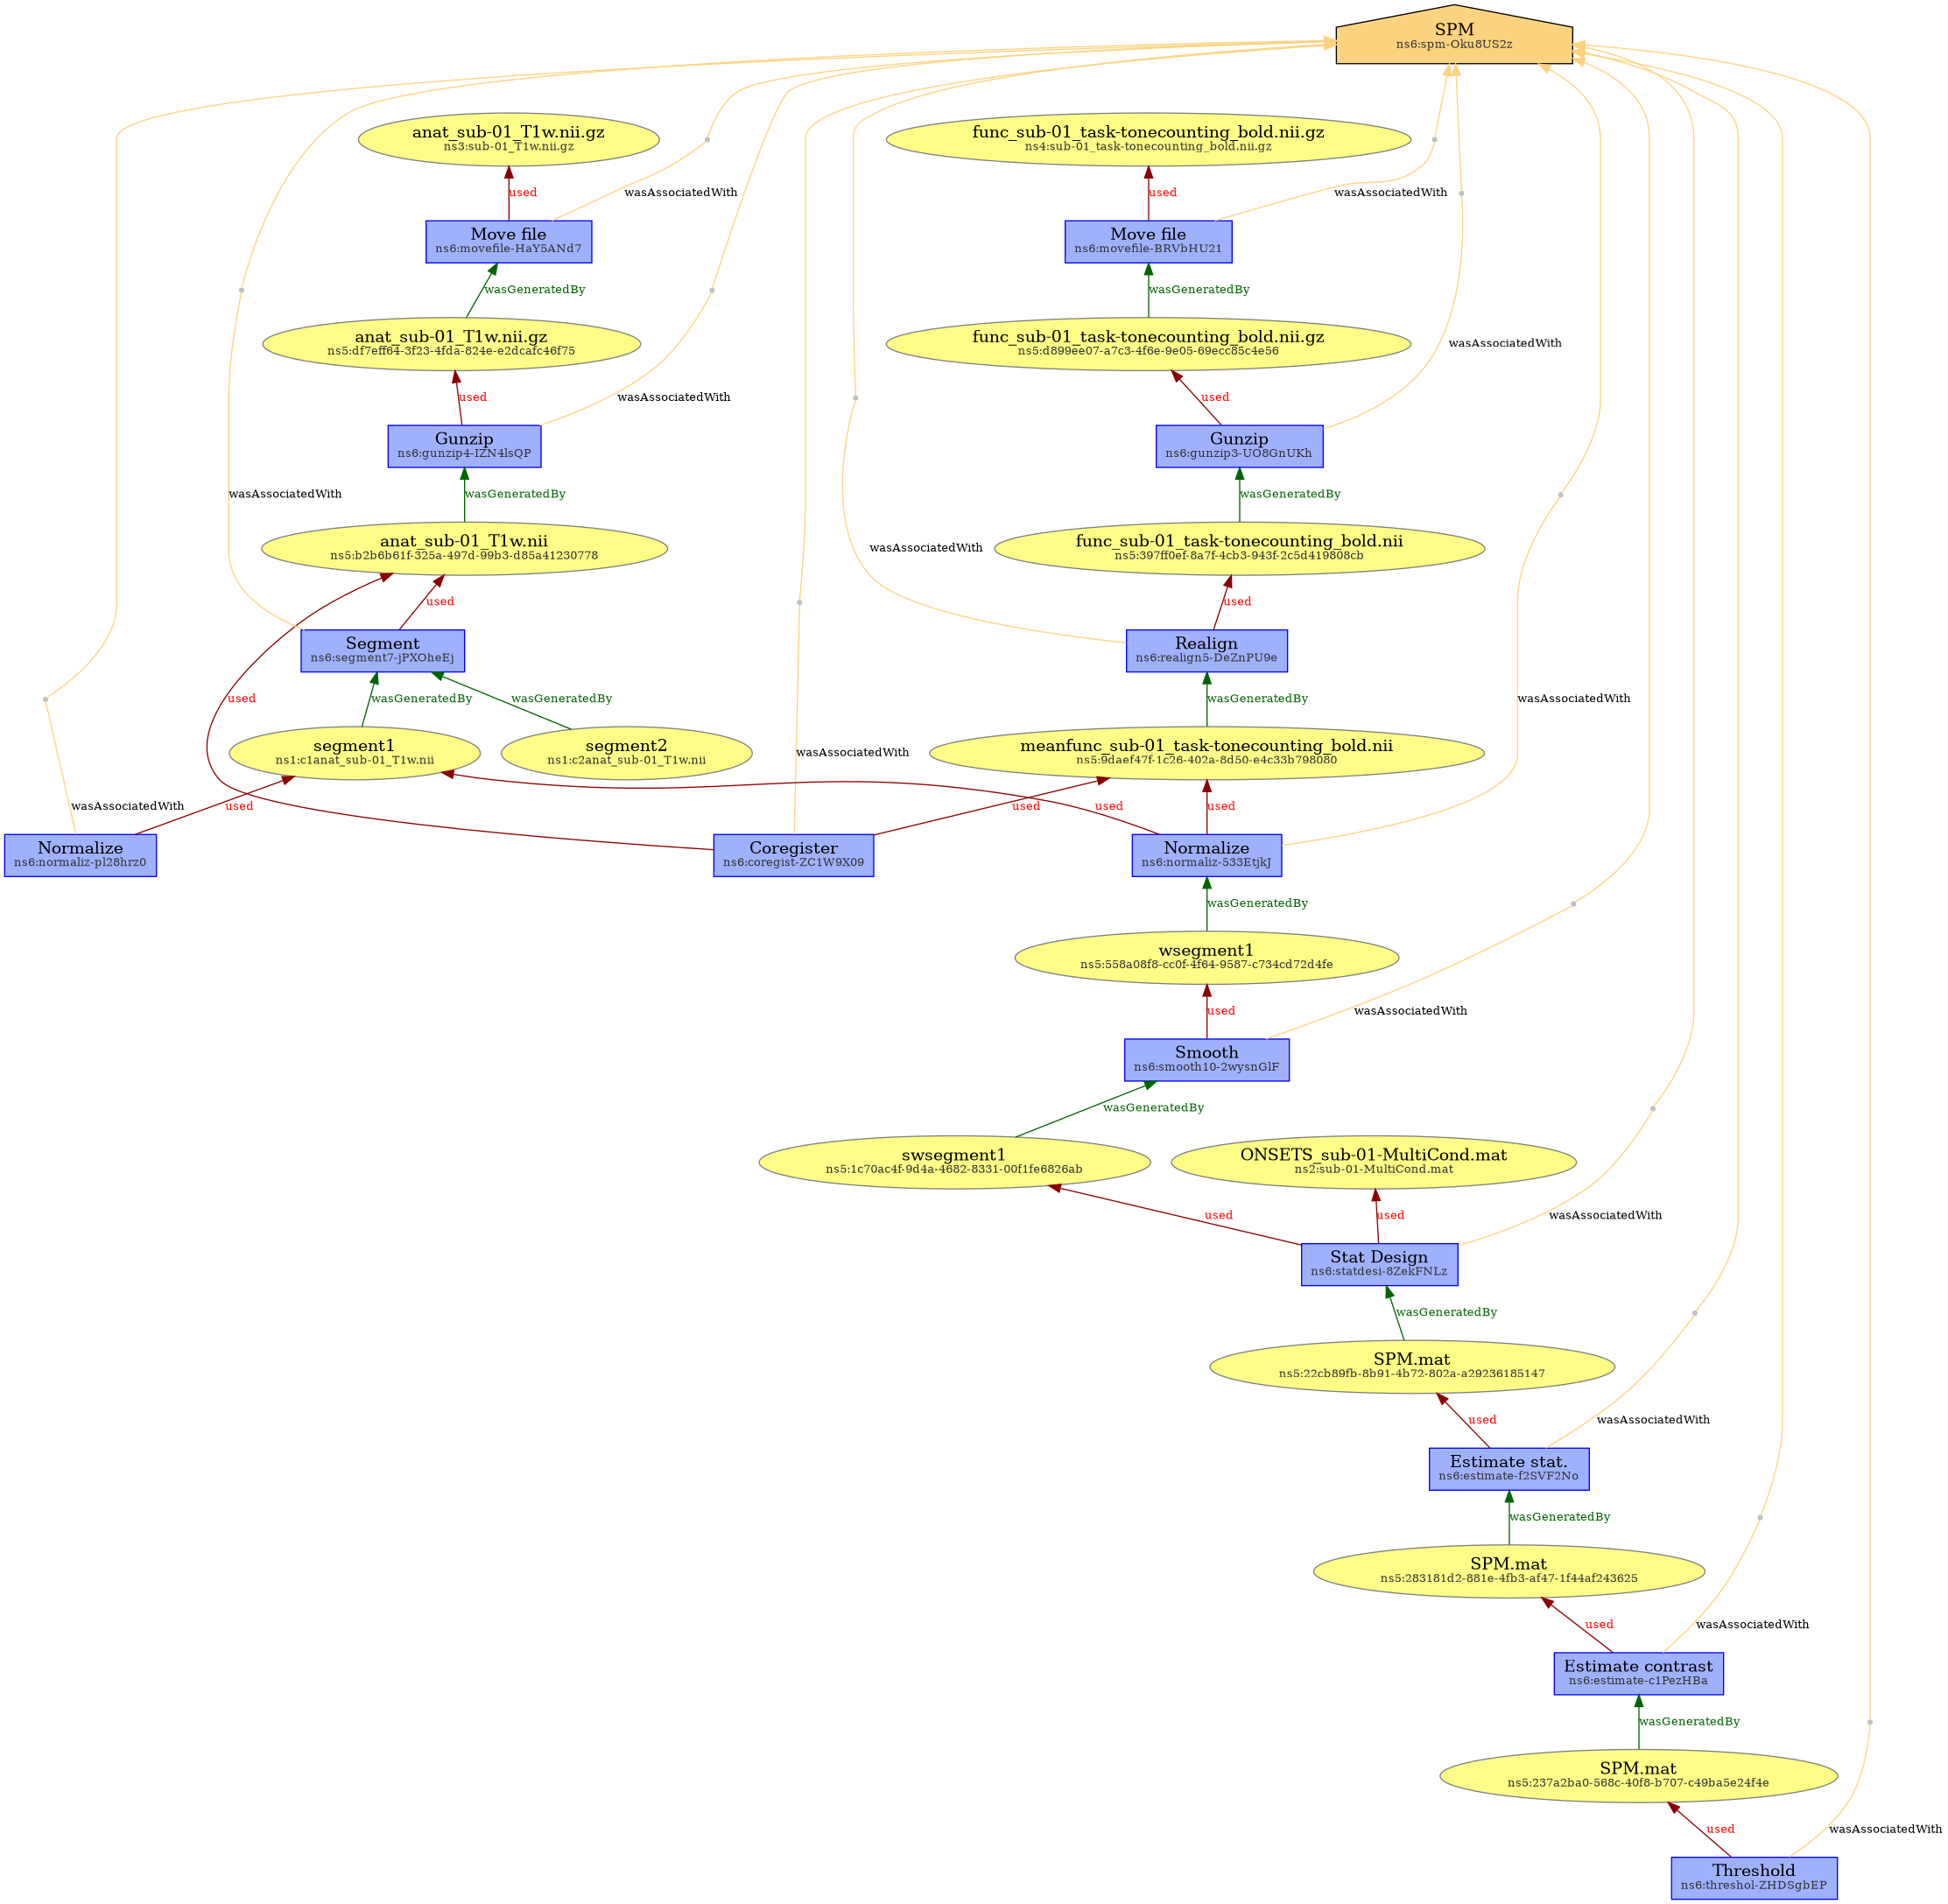 SPM
ns6:spm-Oku8US2z
anat_sub-01_T1w.nii.gz
ns3:sub-01_T1w.nii.gz
func_sub-01_task-tonecounting_bold.nii.gz
ns4:sub-01_task-tonecounting_bold.nii.gz
used
wasAssociatedWith
used
wasAssociatedWith
Move file
ns6:movefile-HaY5ANd7
Move file
ns6:movefile-BRVbHU21
wasGeneratedBy
wasGeneratedBy
anat_sub-01_T1w.nii.gz
ns5:df7eff64-3f23-4fda-824e-e2dcafc46f75
func_sub-01_task-tonecounting_bold.nii.gz
ns5:d899ee07-a7c3-4f6e-9e05-69ecc85c4e56
wasAssociatedWith
used
wasAssociatedWith
used
Gunzip
ns6:gunzip4-IZN4lsQP
Gunzip
ns6:gunzip3-UO8GnUKh
wasAssociatedWith
wasGeneratedBy
wasGeneratedBy
anat_sub-01_T1w.nii
ns5:b2b6b61f-325a-497d-99b3-d85a41230778
wasAssociatedWith
func_sub-01_task-tonecounting_bold.nii
ns5:397ff0ef-8a7f-4cb3-943f-2c5d419808cb
used
used
Segment
ns6:segment7-jPXOheEj
Realign
ns6:realign5-DeZnPU9e
used
wasGeneratedBy
wasGeneratedBy
wasGeneratedBy
wasAssociatedWith
segment1
ns1:c1anat_sub-01_T1w.nii
segment2
ns1:c2anat_sub-01_T1w.nii
wasAssociatedWith
meanfunc_sub-01_task-tonecounting_bold.nii
ns5:9daef47f-1c26-402a-8d50-e4c33b798080
wasAssociatedWith
used
used
used
used
Normalize
ns6:normaliz-pl28hrz0
Coregister
ns6:coregist-ZC1W9X09
Normalize
ns6:normaliz-533EtjkJ
wasGeneratedBy
wsegment1
ns5:558a08f8-cc0f-4f64-9587-c734cd72d4fe
used
wasAssociatedWith
Smooth
ns6:smooth10-2wysnGlF
wasGeneratedBy
swsegment1
ns5:1c70ac4f-9d4a-4682-8331-00f1fe6826ab
ONSETS_sub-01-MultiCond.mat
ns2:sub-01-MultiCond.mat
used
used
wasAssociatedWith
Stat Design
ns6:statdesi-8ZekFNLz
wasGeneratedBy
SPM.mat
ns5:22cb89fb-8b91-4b72-802a-a29236185147
used
wasAssociatedWith
Estimate stat.
ns6:estimate-f2SVF2No
wasGeneratedBy
SPM.mat
ns5:283181d2-881e-4fb3-af47-1f44af243625
used
wasAssociatedWith
Estimate contrast
ns6:estimate-c1PezHBa
wasGeneratedBy
SPM.mat
ns5:237a2ba0-568c-40f8-b707-c49ba5e24f4e
used
wasAssociatedWith
Threshold
ns6:threshol-ZHDSgbEP